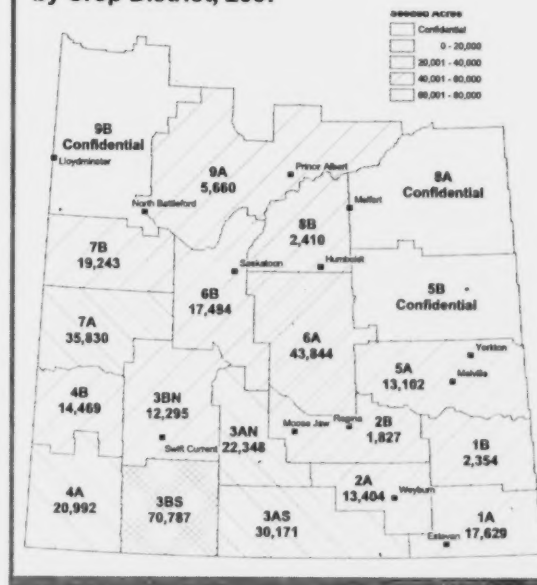 Seeded Acres
Confidential
0 - 20,000
20,001 - 40,000
40,001 - 60,000
60,001 - 80,000
9B
Confidential
Lloydminster
9A
5,660
Prince Albert
8A
Confidential
North Battleford
Melfort
8B
2,410
7B
19,243
Saskatoon
Humboldt
5B
Confidential
6B
17,484
7A
35,830
6A
43,844
Yorkton
5A
13,102
Melville
4B
14,469
3BN
12,295
3AN
22,348
Moose Jaw
Regina
2B
1,827
Swift Current
1B
2,354
4A
20,992
3BS
70,787
2A
13,404
Weyburn
3AS
30,171
1A
17,629
Estevan